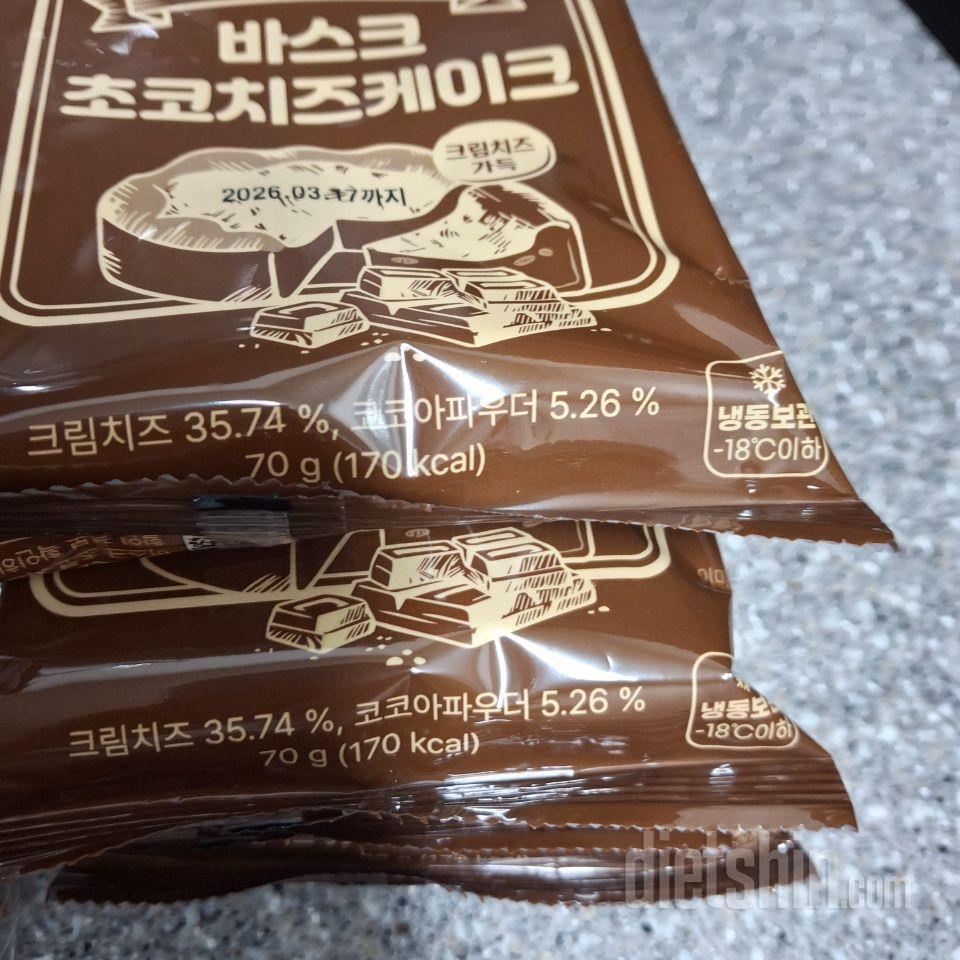 바스크
초코치즈케이크
크림치즈
가득
2026.03.17까지
크림치즈 35.74 %, 코코아파우더 5.26 %
70 g (170 kcal)
냉동보관
-18℃이하
크림치즈 35.74 %, 코코아파우더 5.26 %
70 g (170 kcal)
냉동보
-18℃이하
dietshin.com